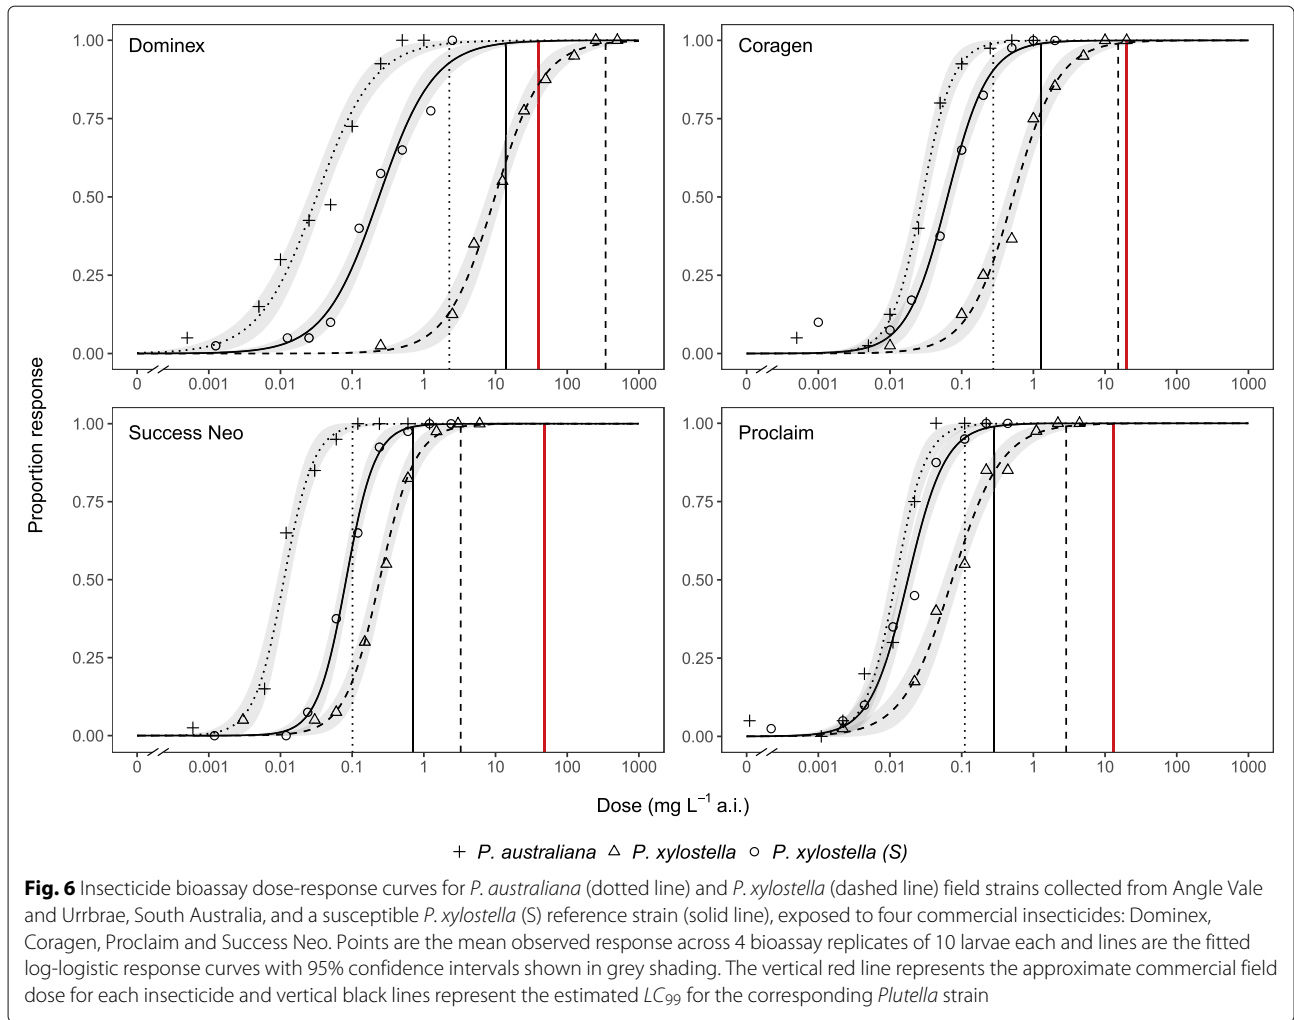 Dominex
Coragen
1.00
0.75
0.50
0.25
0.00
1.00
0.75
0.50
0.25
0.00
0 0.001 0.01 0.1 1 10 100 1000
0 0.001 0.01 0.1 1 10 100 1000
Success Neo
Proclaim
1.00
0.75
0.50
0.25
0.00
1.00
0.75
0.50
0.25
0.00
0 0.001 0.01 0.1 1 10 100 1000
0 0.001 0.01 0.1 1 10 100 1000
Proportion response
Dose (mg L⁻¹ a.i.)
P. australiana P. xylostella P. xylostella (S)
Fig. 6 Insecticide bioassay dose-response curves for P. australiana (dotted line) and P. xylostella (dashed line) field strains collected from Angle Vale
and Urrbrae, South Australia, and a susceptible P. xylostella (S) reference strain (solid line), exposed to four commercial insecticides: Dominex,
Coragen, Proclaim and Success Neo. Points are the mean observed response across 4 bioassay replicates of 10 larvae each and lines are the fitted
log-logistic response curves with 95% confidence intervals shown in grey shading. The vertical red line represents the approximate commercial field
dose for each insecticide and vertical black lines represent the estimated LC₉₉ for the corresponding Plutella strain